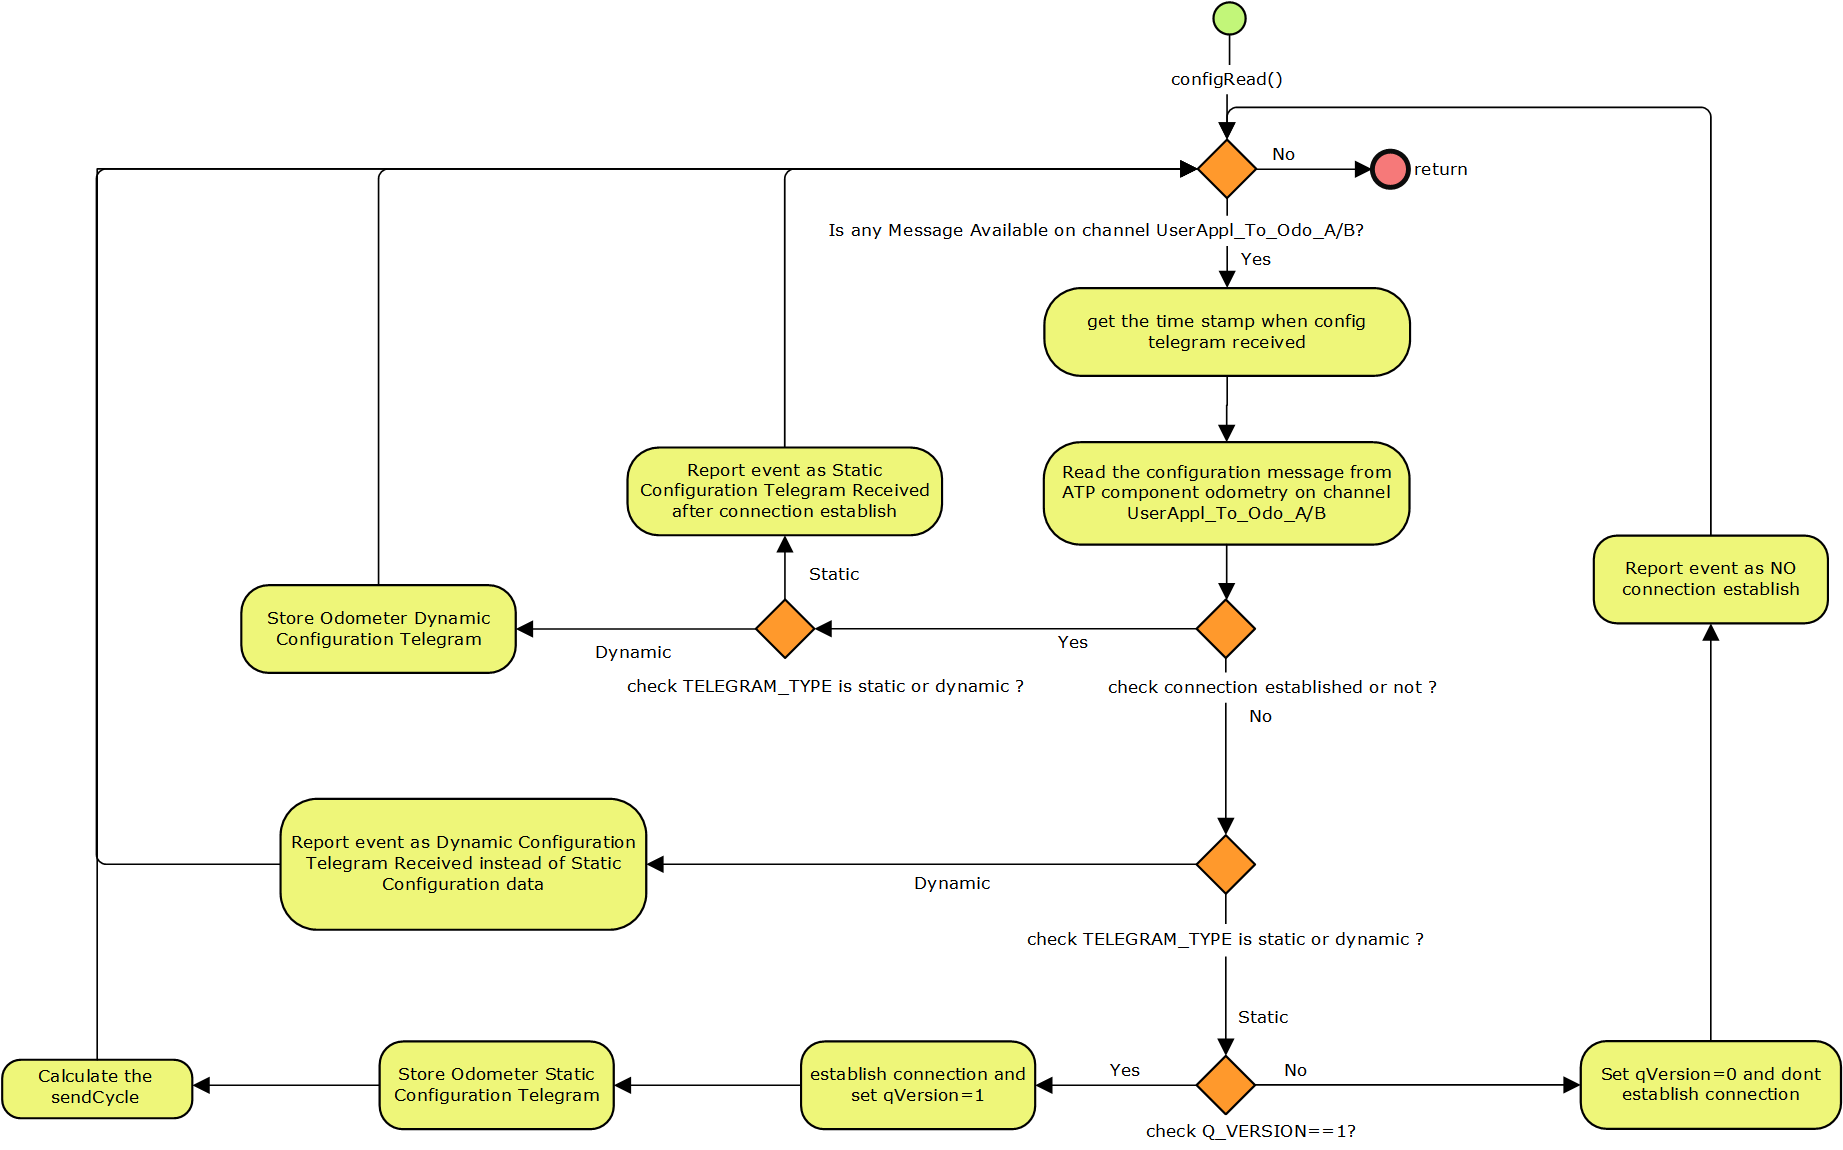 configRead()
No
return
Is any Message Available on channel UserAppl_To_Odo_A/B?
Yes
get the time stamp when config
telegram received
Report event as Static
Configuration Telegram Received
after connection establish
Read the configuration message from
ATP component odometry on channel
UserAppl_To_Odo_A/B
Report event as NO
connection establish
Static
Store Odometer Dynamic
Configuration Telegram
Dynamic
Yes
check TELEGRAM_TYPE is static or dynamic ?
check connection established or not ?
No
Report event as Dynamic Configuration
Telegram Received instead of Static
Configuration data
Dynamic
check TELEGRAM_TYPE is static or dynamic ?
Static
Calculate the
sendCycle
Store Odometer Static
Configuration Telegram
establish connection and
set qVersion=1
Yes
No
Set qVersion=0 and dont
establish connection
check Q_VERSION==1?